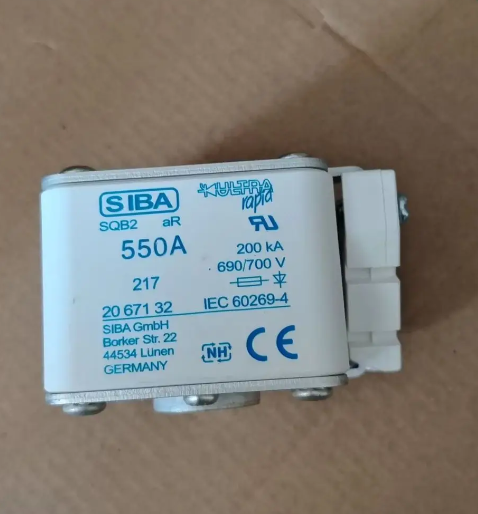 SIBA
ULTRA
rapid
SQB2 aR
550A
200 kA
690/700 V
217
20 671 32
IEC 60269-4
SIBA GmbH
Borker Str. 22
44534 Lünen
GERMANY
NH
CE